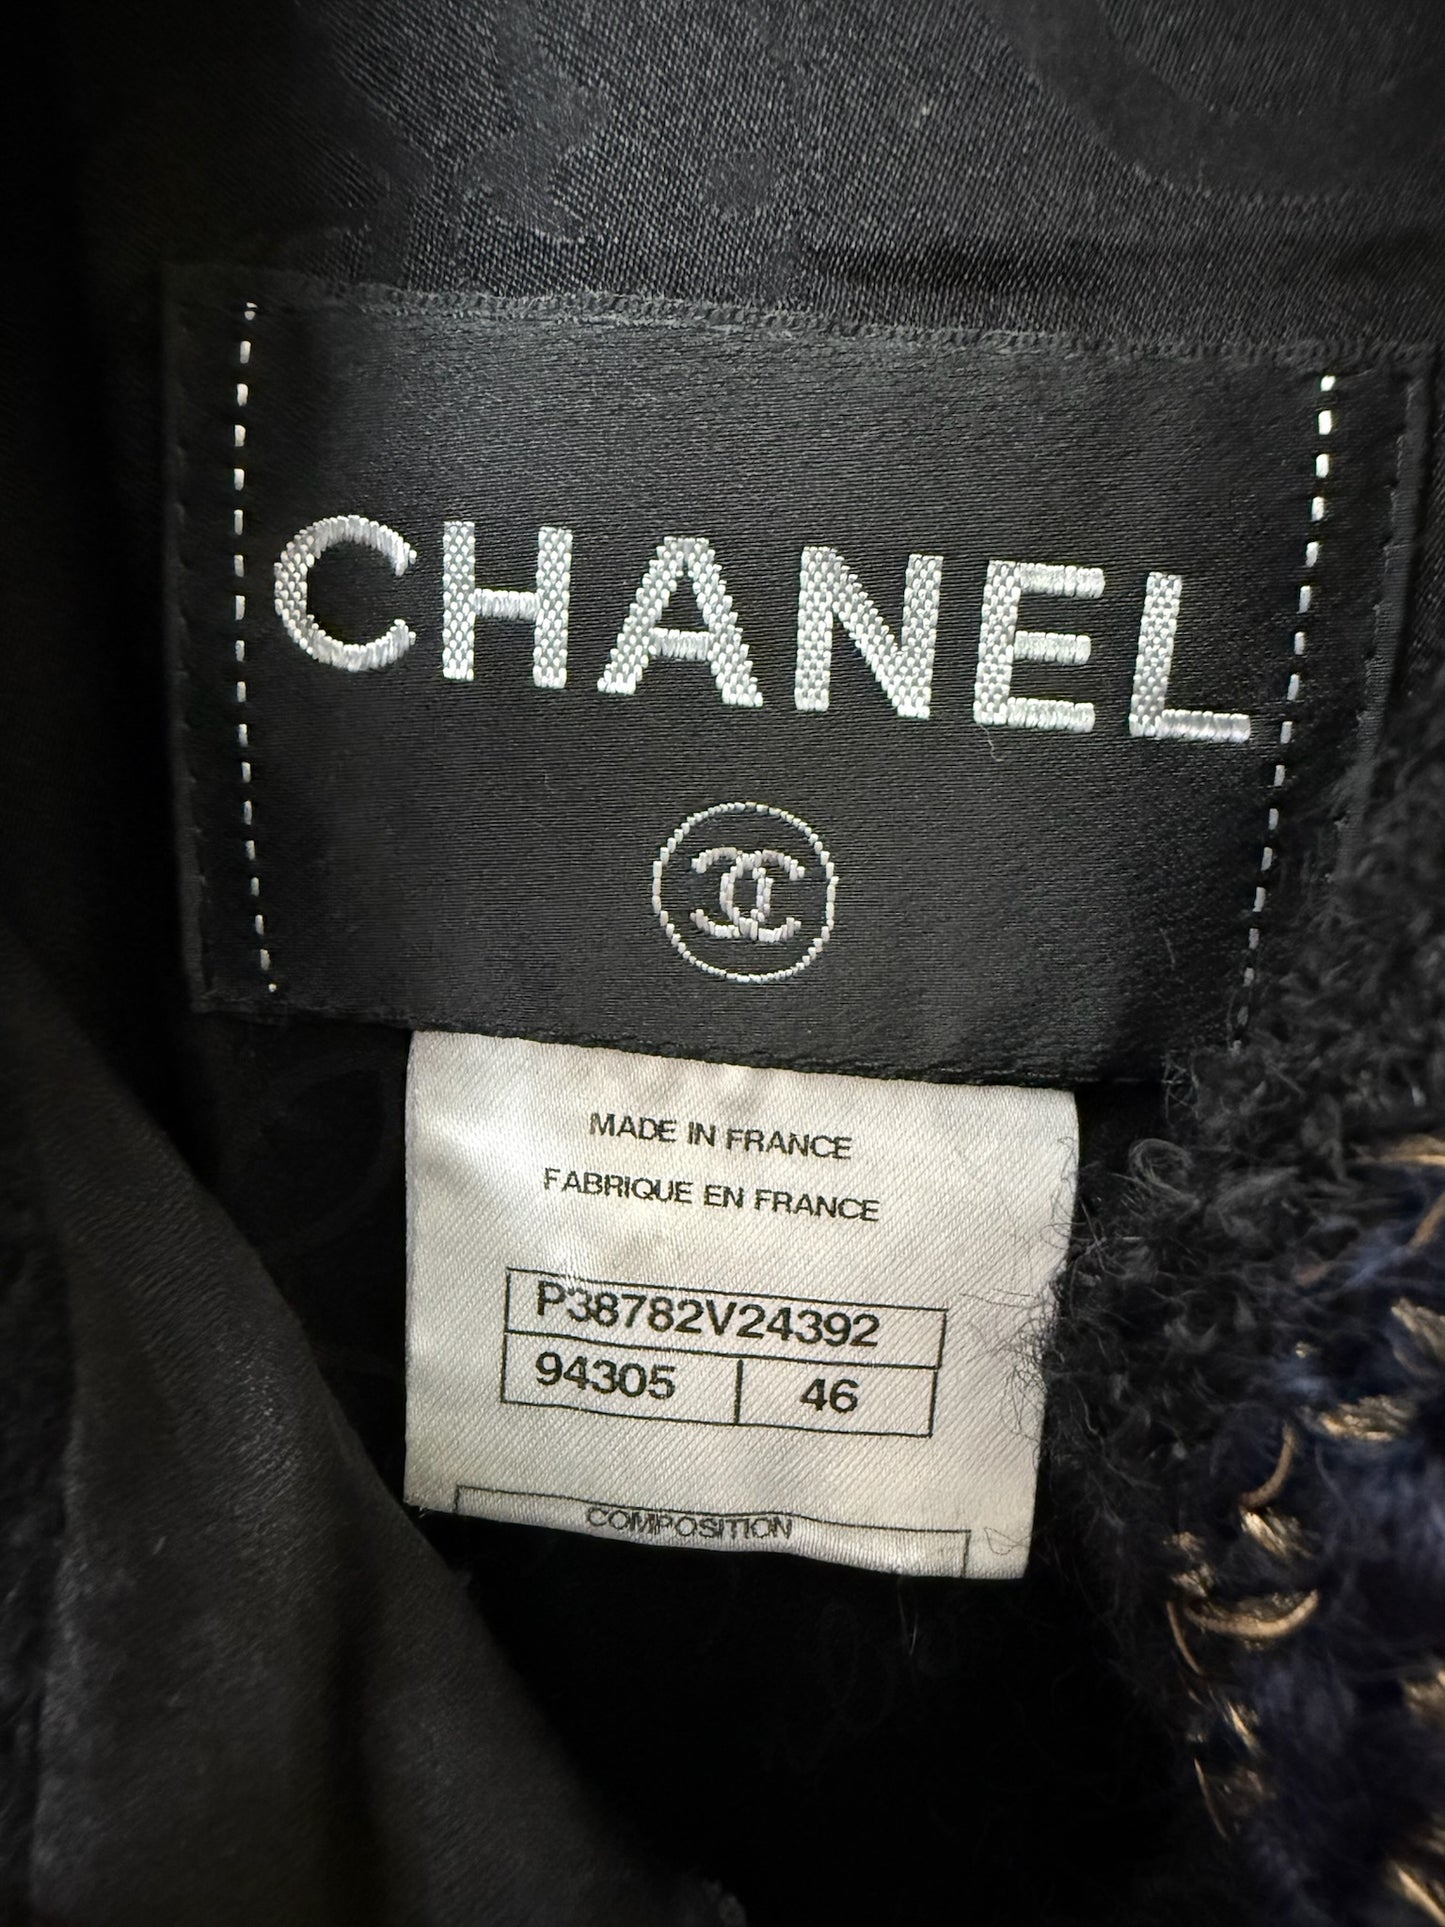 CHANEL
MADE IN FRANCE
FABRIQUE EN FRANCE
P38782V24392
94305 46
COMPOSITION